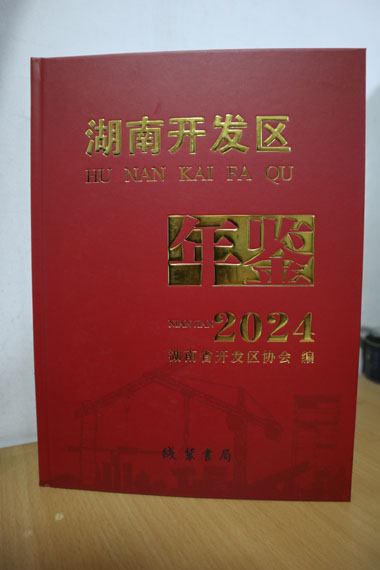 湖南开发区
HU NAN KAI FA QU
年鉴
NIAN JIAN 2024
湖南省开发区协会 编
线装书局